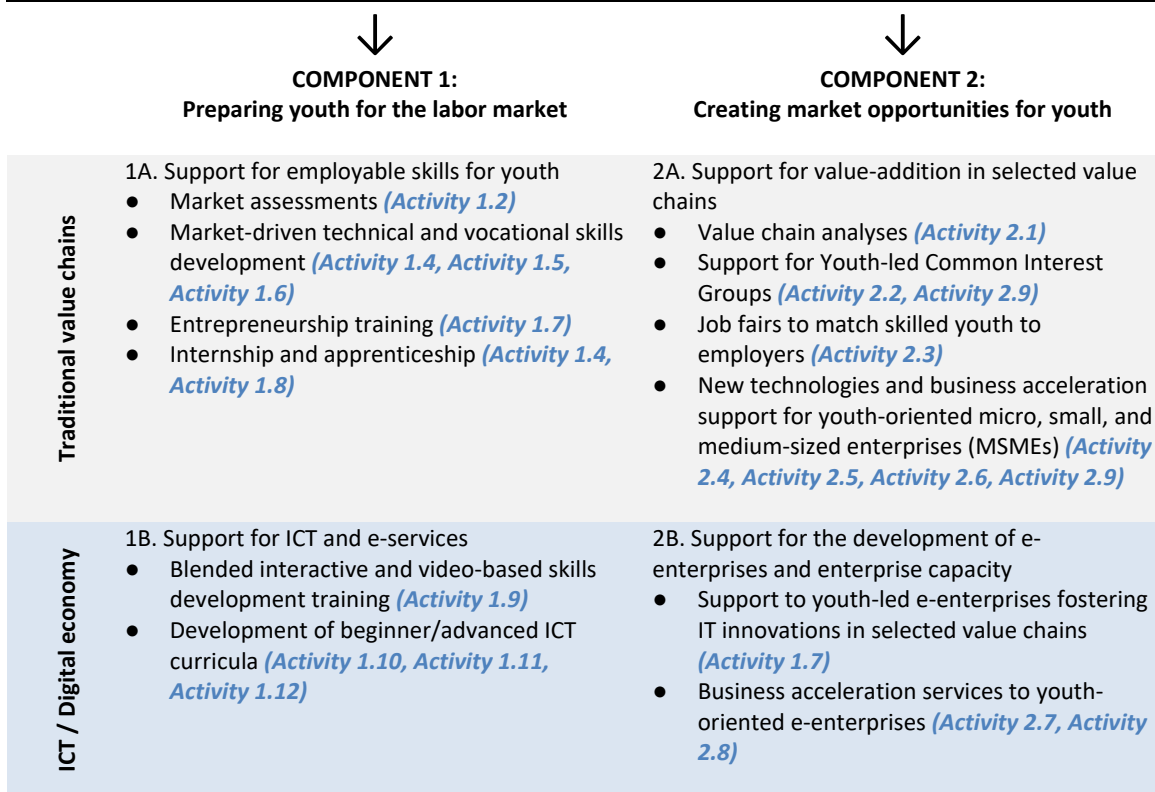 COMPONENT 1:
Preparing youth for the labor market
COMPONENT 2:
Creating market opportunities for youth
Traditional value chains
1A. Support for employable skills for youth
● Market assessments (Activity 1.2)
● Market-driven technical and vocational skills
development (Activity 1.4, Activity 1.5,
Activity 1.6)
● Entrepreneurship training (Activity 1.7)
● Internship and apprenticeship (Activity 1.4,
Activity 1.8)
2A. Support for value-addition in selected value
chains
● Value chain analyses (Activity 2.1)
● Support for Youth-led Common Interest
Groups (Activity 2.2, Activity 2.9)
● Job fairs to match skilled youth to
employers (Activity 2.3)
● New technologies and business acceleration
support for youth-oriented micro, small, and
medium-sized enterprises (MSMEs) (Activity
2.4, Activity 2.5, Activity 2.6, Activity 2.9)
ICT / Digital economy
1B. Support for ICT and e-services
● Blended interactive and video-based skills
development training (Activity 1.9)
● Development of beginner/advanced ICT
curricula (Activity 1.10, Activity 1.11,
Activity 1.12)
2B. Support for the development of e-
enterprises and enterprise capacity
● Support to youth-led e-enterprises fostering
IT innovations in selected value chains
(Activity 1.7)
● Business acceleration services to youth-
oriented e-enterprises (Activity 2.7, Activity
2.8)